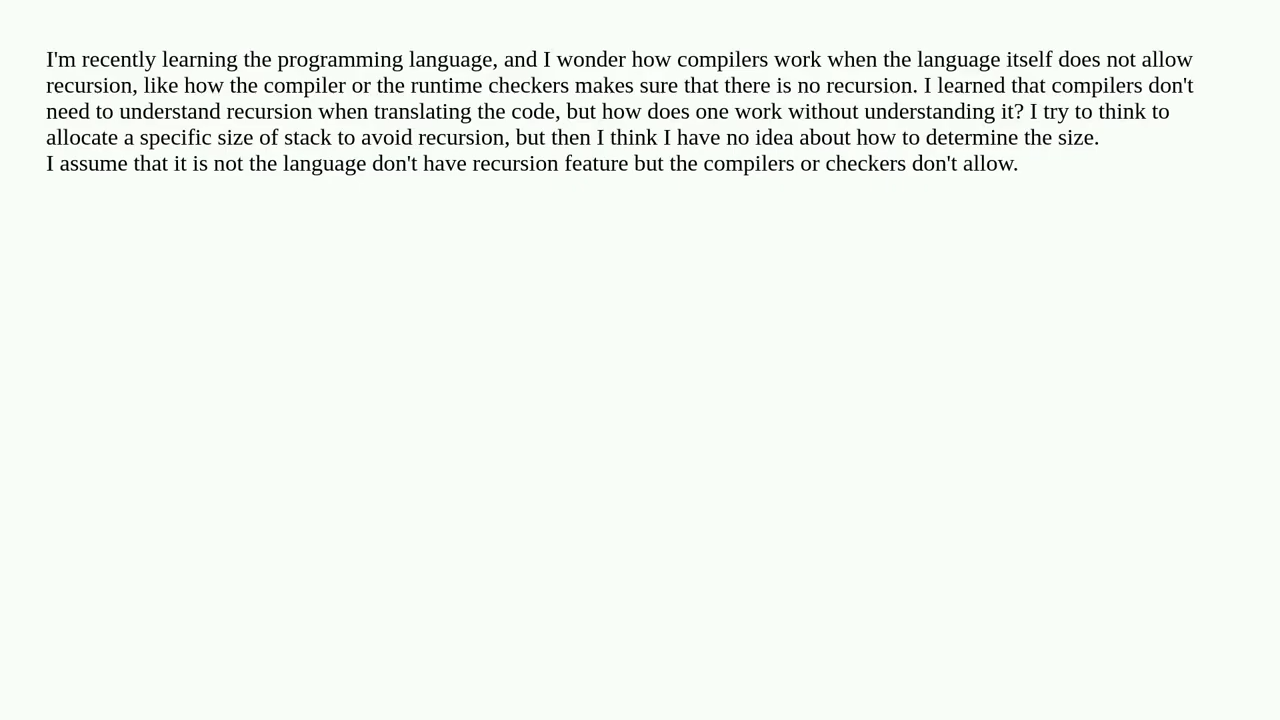 I'm recently learning the programming language, and I wonder how compilers work when the language itself does not allow
recursion, like how the compiler or the runtime checkers makes sure that there is no recursion. I learned that compilers don't
need to understand recursion when translating the code, but how does one work without understanding it? I try to think to
allocate a specific size of stack to avoid recursion, but then I think I have no idea about how to determine the size.
I assume that it is not the language don't have recursion feature but the compilers or checkers don't allow.